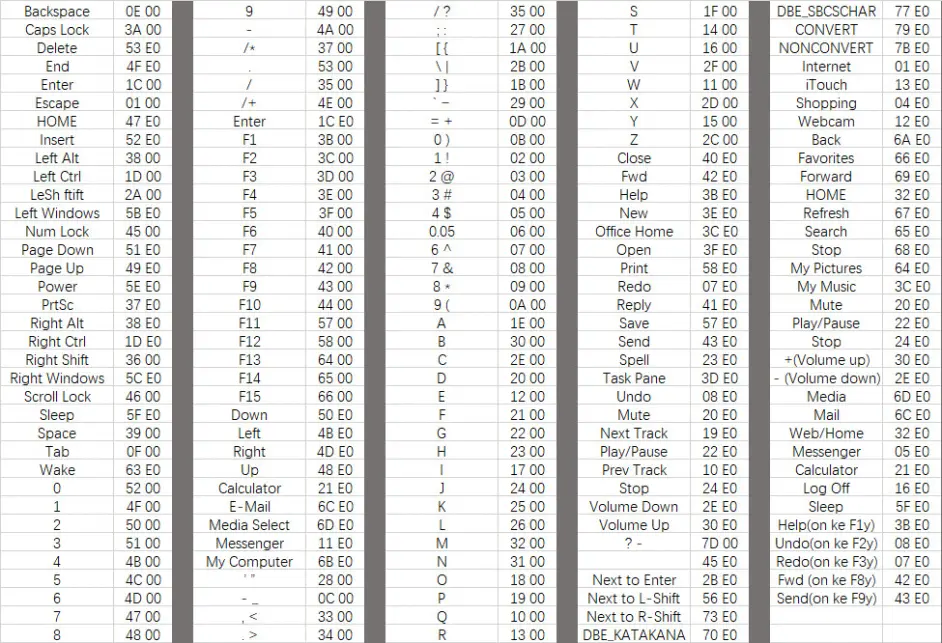 Backspace 0E 00 9 49 00 / ? 35 00 S 1F 00 DBE_SBCSCHAR 77 E0
Caps Lock 3A 00 - 4A 00 ; : 27 00 T 14 00 CONVERT 79 E0
Delete 53 E0 /* 37 00 [ { 1A 00 U 16 00 NONCONVERT 7B E0
End 4F E0 . 53 00 \ | 2B 00 V 2F 00 Internet 01 E0
Enter 1C 00 / 35 00 ] } 1B 00 W 11 00 iTouch 13 E0
Escape 01 00 /+ 4E 00 ` ~ 29 00 X 2D 00 Shopping 04 E0
HOME 47 E0 Enter 1C E0 = + 0D 00 Y 15 00 Webcam 12 E0
Insert 52 E0 F1 3B 00 0 ) 0B 00 Z 2C 00 Back 6A E0
Left Alt 38 00 F2 3C 00 1 ! 02 00 Close 40 E0 Favorites 66 E0
Left Ctrl 1D 00 F3 3D 00 2 @ 03 00 Fwd 42 E0 Forward 69 E0
LeSh ftift 2A 00 F4 3E 00 3 # 04 00 Help 3B E0 HOME 32 E0
Left Windows 5B E0 F5 3F 00 4 $ 05 00 New 3E E0 Refresh 67 E0
Num Lock 45 00 F6 40 00 0.05 06 00 Office Home 3C E0 Search 65 E0
Page Down 51 E0 F7 41 00 6 ^ 07 00 Open 3F E0 Stop 68 E0
Page Up 49 E0 F8 42 00 7 & 08 00 Print 58 E0 My Pictures 64 E0
Power 5E E0 F9 43 00 8 * 09 00 Redo 07 E0 My Music 3C E0
PrtSc 37 E0 F10 44 00 9 ( 0A 00 Reply 41 E0 Mute 20 E0
Right Alt 38 E0 F11 57 00 A 1E 00 Save 57 E0 Play/Pause 22 E0
Right Ctrl 1D E0 F12 58 00 B 30 00 Send 43 E0 Stop 24 E0
Right Shift 36 00 F13 64 00 C 2E 00 Spell 23 E0 +(Volume up) 30 E0
Right Windows 5C E0 F14 65 00 D 20 00 Task Pane 3D E0 - (Volume down) 2E E0
Scroll Lock 46 00 F15 66 00 E 12 00 Undo 08 E0 Media 6D E0
Sleep 5F E0 Down 50 E0 F 21 00 Mute 20 E0 Mail 6C E0
Space 39 00 Left 4B E0 G 22 00 Next Track 19 E0 Web/Home 32 E0
Tab 0F 00 Right 4D E0 H 23 00 Play/Pause 22 E0 Messenger 05 E0
Wake 63 E0 Up 48 E0 I 17 00 Prev Track 10 E0 Calculator 21 E0
0 52 00 Calculator 21 E0 J 24 00 Stop 24 E0 Log Off 16 E0
1 4F 00 E-Mail 6C E0 K 25 00 Volume Down 2E E0 Sleep 5F E0
2 50 00 Media Select 6D E0 L 26 00 Volume Up 30 E0 Help(on ke F1y) 3B E0
3 51 00 Messenger 11 E0 M 32 00 ? - 7D 00 Undo(on ke F2y) 08 E0
4 4B 00 My Computer 6B E0 N 31 00 45 E0 Redo(on ke F3y) 07 E0
5 4C 00 ' " 28 00 O 18 00 Next to Enter 2B E0 Fwd (on ke F8y) 42 E0
6 4D 00 - _ 0C 00 P 19 00 Next to L-Shift 56 E0 Send(on ke F9y) 43 E0
7 47 00 , < 33 00 Q 10 00 Next to R-Shift 73 E0
8 48 00 . > 34 00 R 13 00 DBE_KATAKANA 70 E0